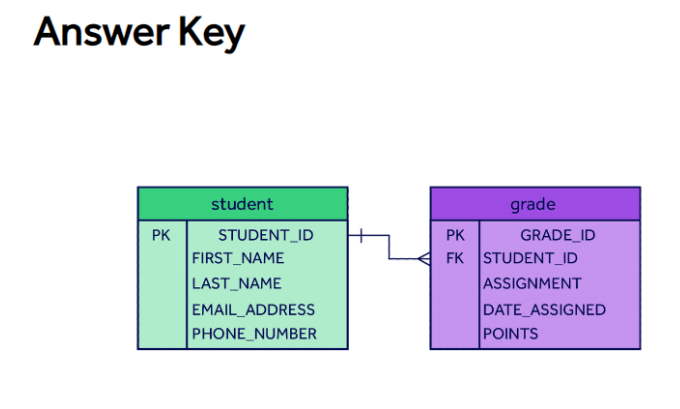 Answer Key
student
PK STUDENT_ID
FIRST_NAME
LAST_NAME
EMAIL_ADDRESS
PHONE_NUMBER
grade
PK GRADE_ID
FK STUDENT_ID
ASSIGNMENT
DATE_ASSIGNED
POINTS